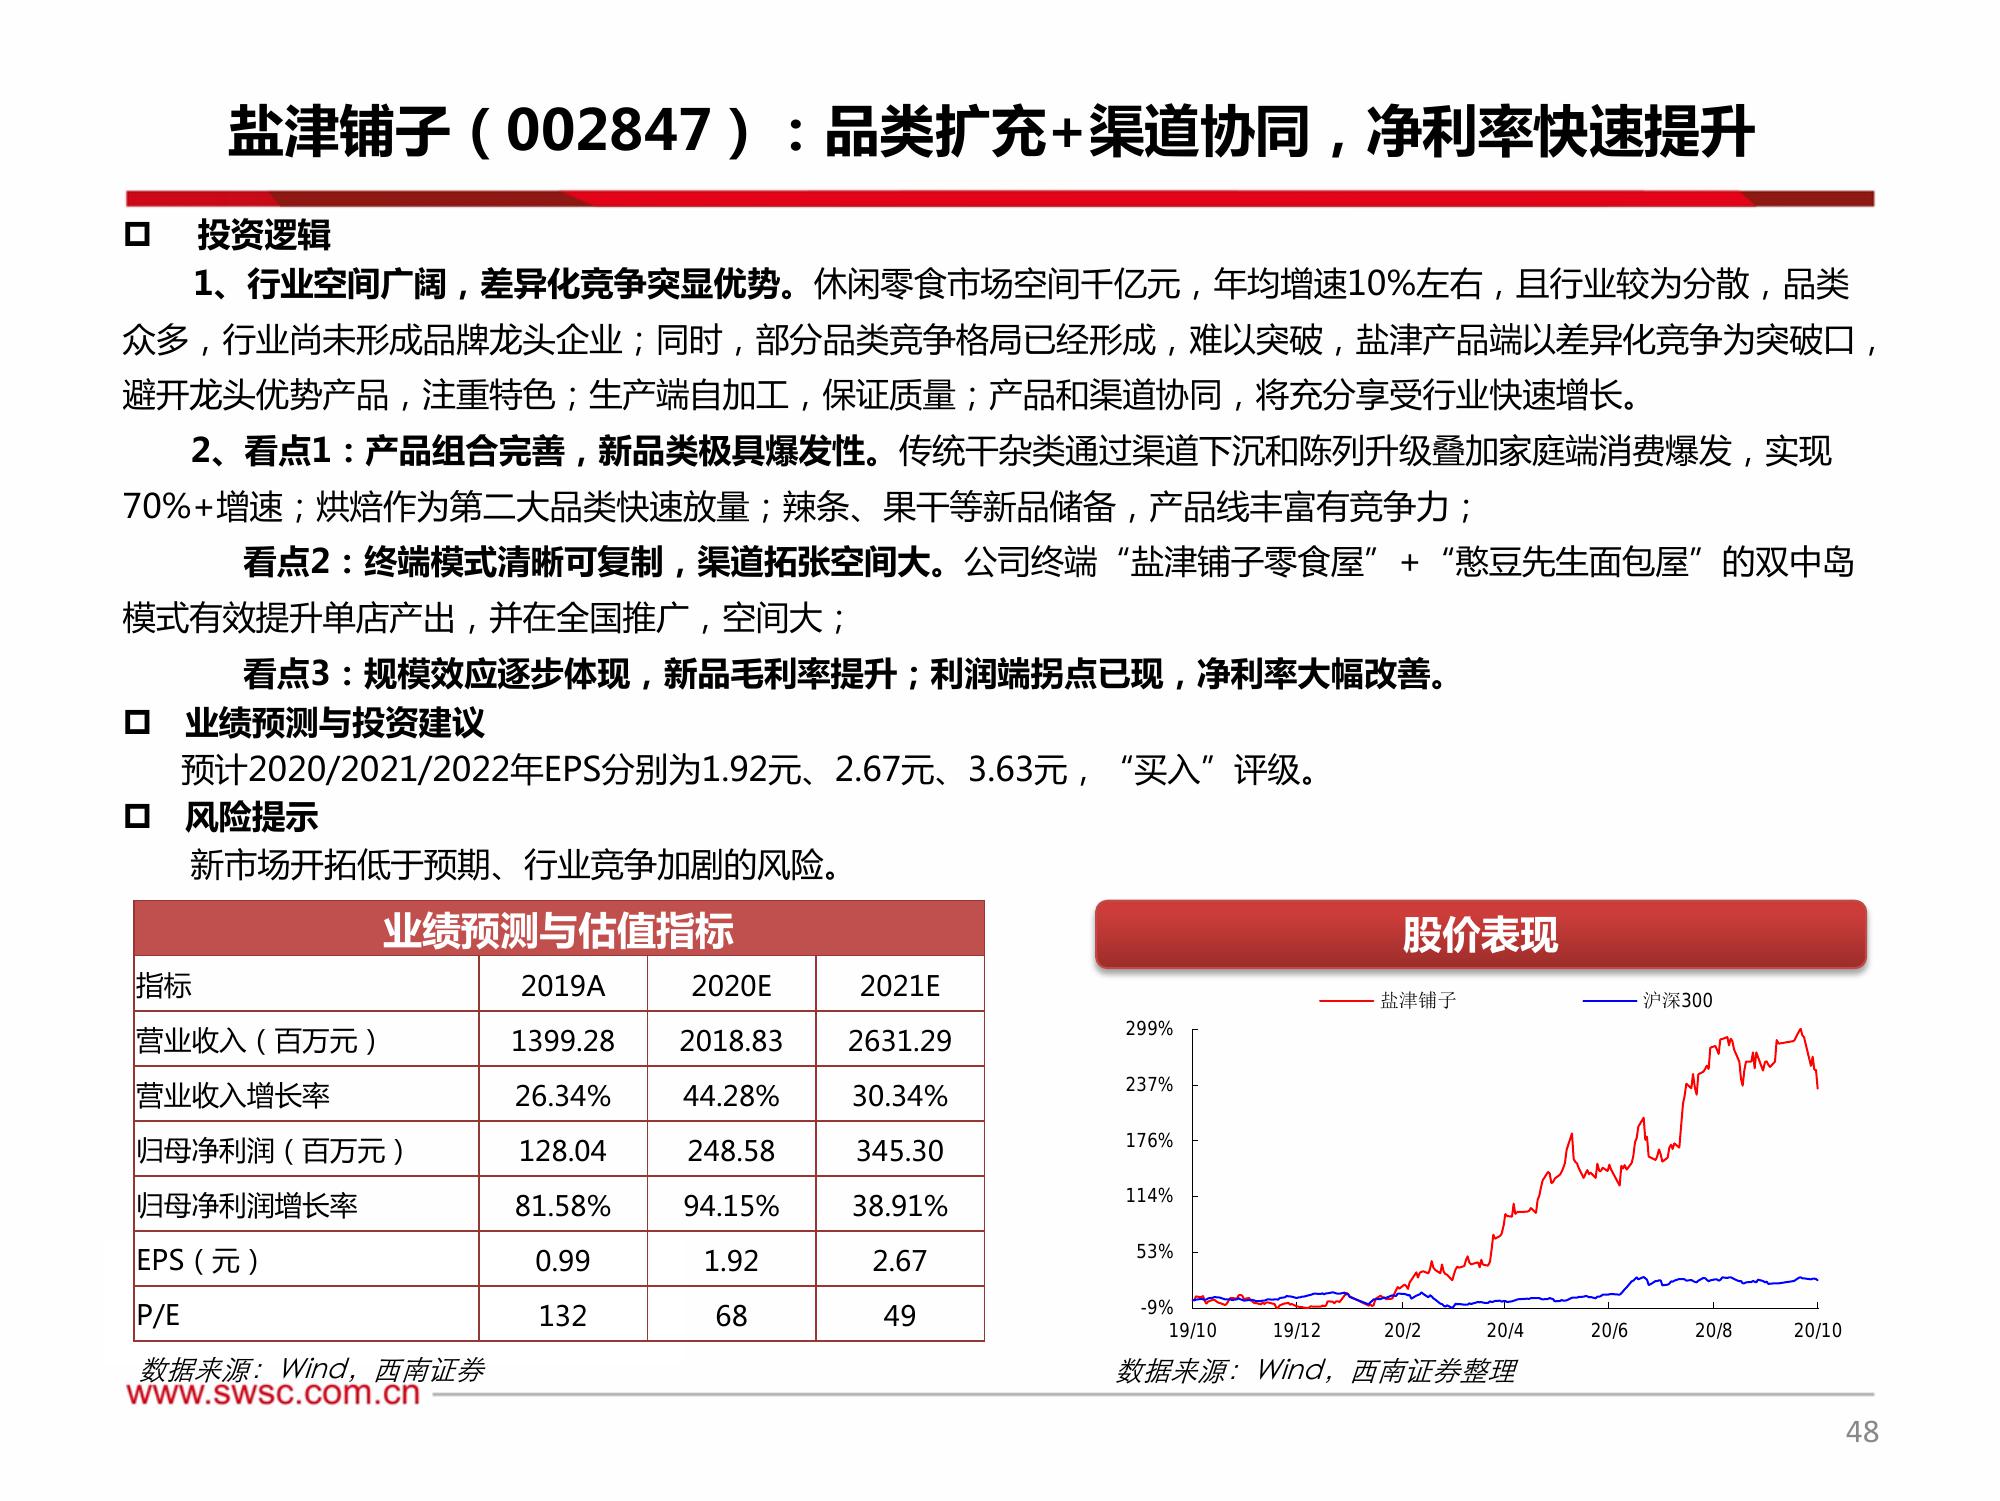 盐津铺子（002847）：品类扩充+渠道协同，净利率快速提升
投资逻辑
1、行业空间广阔，差异化竞争突显优势。休闲零食市场空间千亿元，年均增速10%左右，且行业较为分散，品类
众多，行业尚未形成品牌龙头企业；同时，部分品类竞争格局已经形成，难以突破，盐津产品端以差异化竞争为突破口，
避开龙头优势产品，注重特色；生产端自加工，保证质量；产品和渠道协同，将充分享受行业快速增长。
2、看点1：产品组合完善，新品类极具爆发性。传统干杂类通过渠道下沉和陈列升级叠加家庭端消费爆发，实现
70%+增速；烘焙作为第二大品类快速放量；辣条、果干等新品储备，产品线丰富有竞争力；
看点2：终端模式清晰可复制，渠道拓张空间大。公司终端“盐津铺子零食屋”+“憨豆先生面包屋”的双中岛
模式有效提升单店产出，并在全国推广，空间大；
看点3：规模效应逐步体现，新品毛利率提升；利润端拐点已现，净利率大幅改善。
业绩预测与投资建议
预计2020/2021/2022年EPS分别为1.92元、2.67元、3.63元，“买入”评级。
风险提示
新市场开拓低于预期、行业竞争加剧的风险。
业绩预测与估值指标
指标 2019A 2020E 2021E
营业收入（百万元） 1399.28 2018.83 2631.29
营业收入增长率 26.34% 44.28% 30.34%
归母净利润（百万元） 128.04 248.58 345.30
归母净利润增长率 81.58% 94.15% 38.91%
EPS（元） 0.99 1.92 2.67
P/E 132 68 49
数据来源：Wind，西南证券
股价表现
盐津铺子 沪深300
299%
237%
176%
114%
53%
-9%
19/10 19/12 20/2 20/4 20/6 20/8 20/10
数据来源：Wind，西南证券整理
www.swsc.com.cn
48